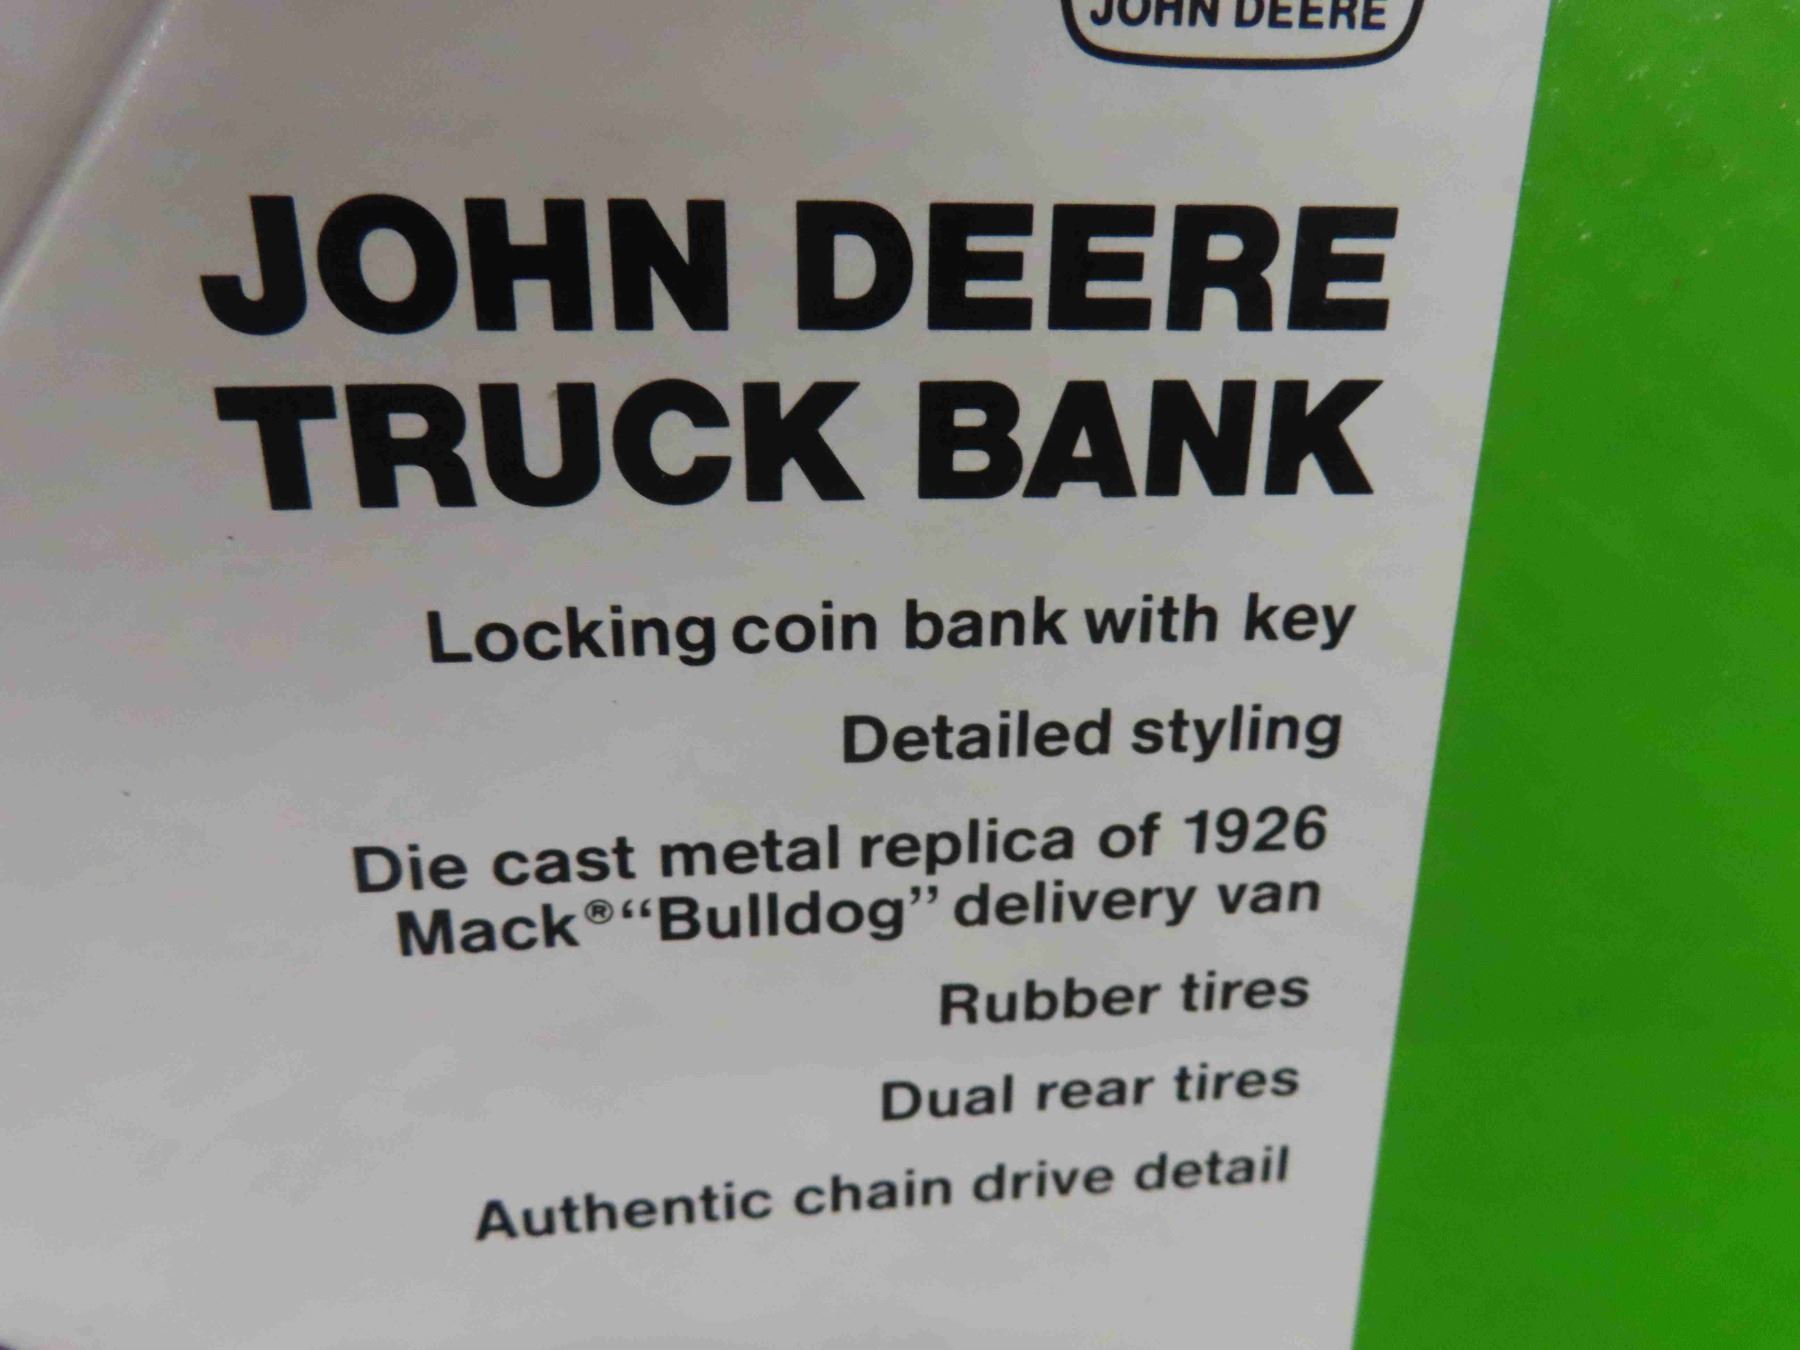 JOHN DEERE
JOHN DEERE
TRUCK BANK
Locking coin bank with key
Detailed styling
Die cast metal replica of 1926
Mack® “Bulldog” delivery van
Rubber tires
Dual rear tires
Authentic chain drive detail